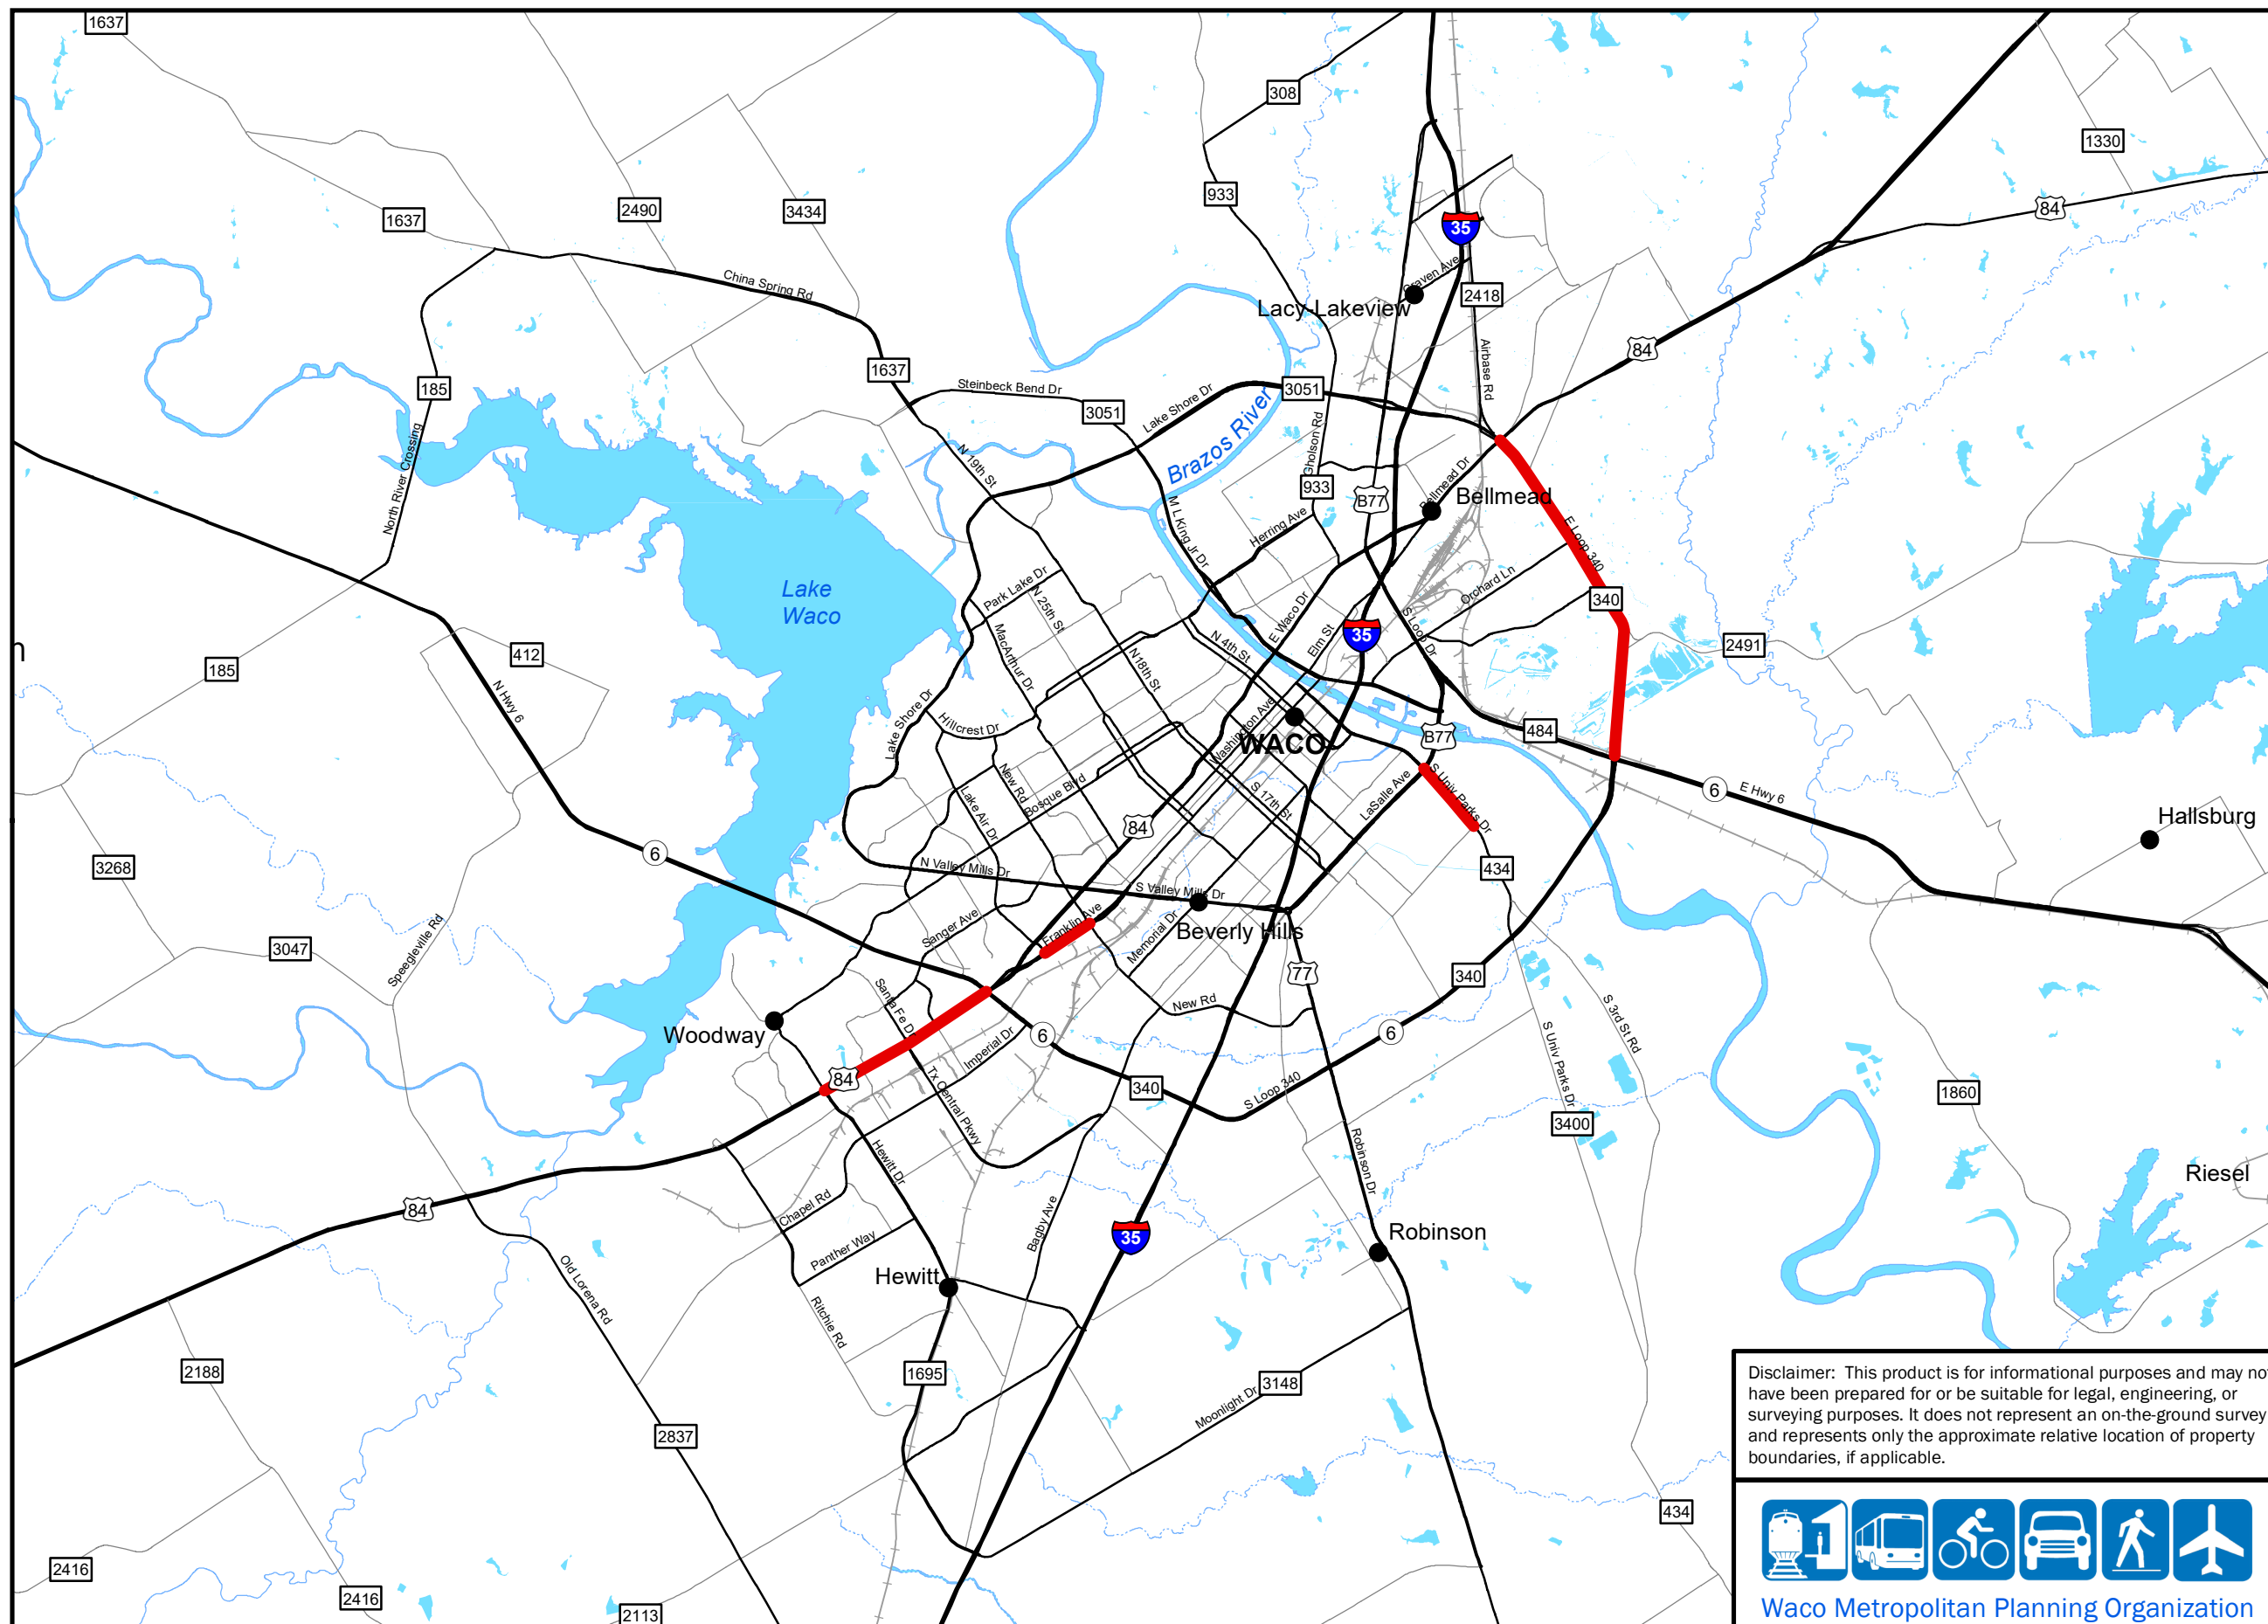 1637
308
1330
933
84
1637
2490
3434
35
China Spring Rd
Craven Ave
2418
Lacy-Lakeview
84
Airbase Rd
1637
185
Steinbeck Bend Dr
3051
Lake Shore Dr
3051
Brazos River
Gholson Rd
North River Crossing
N 19th St
933
B77
Bellmead Dr
Bellmead
M L King Jr Dr
Herring Ave
E Loop 340
Lake
Waco
Park Lake Dr
N 25th St
Orchard Ln
340
E Waco Dr
Elm St
35
S Loop Dr
2491
n
185
412
N Hwy 6
MacArthur Dr
N18th St
N 4th St
Lake Shore Dr
Hillcrest Dr
Washington Ave
WACO
B77
484
6
E Hwy 6
New Rd
Bosque Blvd
Lake Air Dr
S 17th St
LaSalle Ave
S Univ Parks Dr
84
Hallsburg
6
3268
N Valley Mills Dr
S Valley Mills Dr
434
Franklin Ave
Sanger Ave
Memorial Dr
Beverly Hills
3047
Speegleville Rd
77
340
Santa Fe Dr
New Rd
S 3rd St Rd
Woodway
6
6
Imperial Dr
84
340
S Loop 340
Tx Central Pkwy
S Univ Parks Dr
1860
3400
Hewitt Dr
Robinson Dr
Riesel
84
Chapel Rd
Panther Way
Bagby Ave
35
Robinson
Hewitt
Old Lorena Rd
Ritchie Rd
2188
1695
3148
Moonlight Dr
2837
434
2416
2416
2113
Disclaimer: This product is for informational purposes and may no
have been prepared for or be suitable for legal, engineering, or
surveying purposes. It does not represent an on-the-ground survey
and represents only the approximate relative location of property
boundaries, if applicable.
Waco Metropolitan Planning Organization